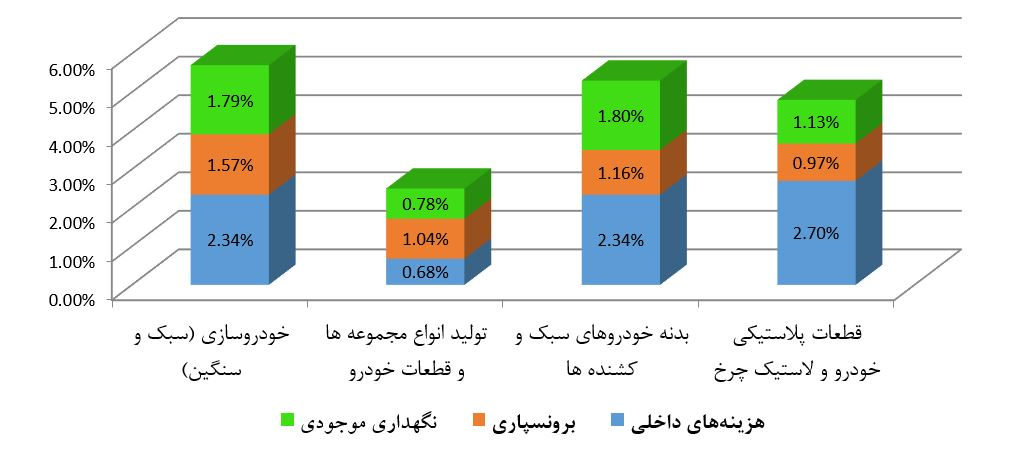 6.00%
5.00%
4.00%
3.00%
2.00%
1.00%
0.00%
1.79%
1.57%
2.34%
0.78%
1.04%
0.68%
1.80%
1.16%
2.34%
1.13%
0.97%
2.70%
خودروسازی (سبک و
سنگین)
تولید انواع مجموعه ها
و قطعات خودرو
بدنه خودروهای سبک و
کشنده ها
قطعات پلاستیکی
خودرو و لاستیک چرخ
هزینه‌های داخلی
برونسپاری
نگهداری موجودی